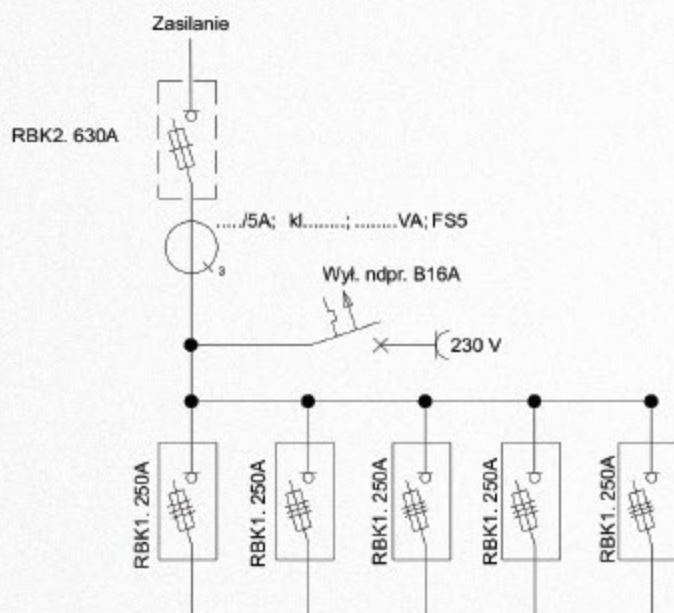 Zasilanie
RBK2. 630A
...../5A; kl.........; .........VA; FS5
3
Wył. ndpr. B16A
230 V
RBK1. 250A
RBK1. 250A
RBK1. 250A
RBK1. 250A
RBK1. 250A